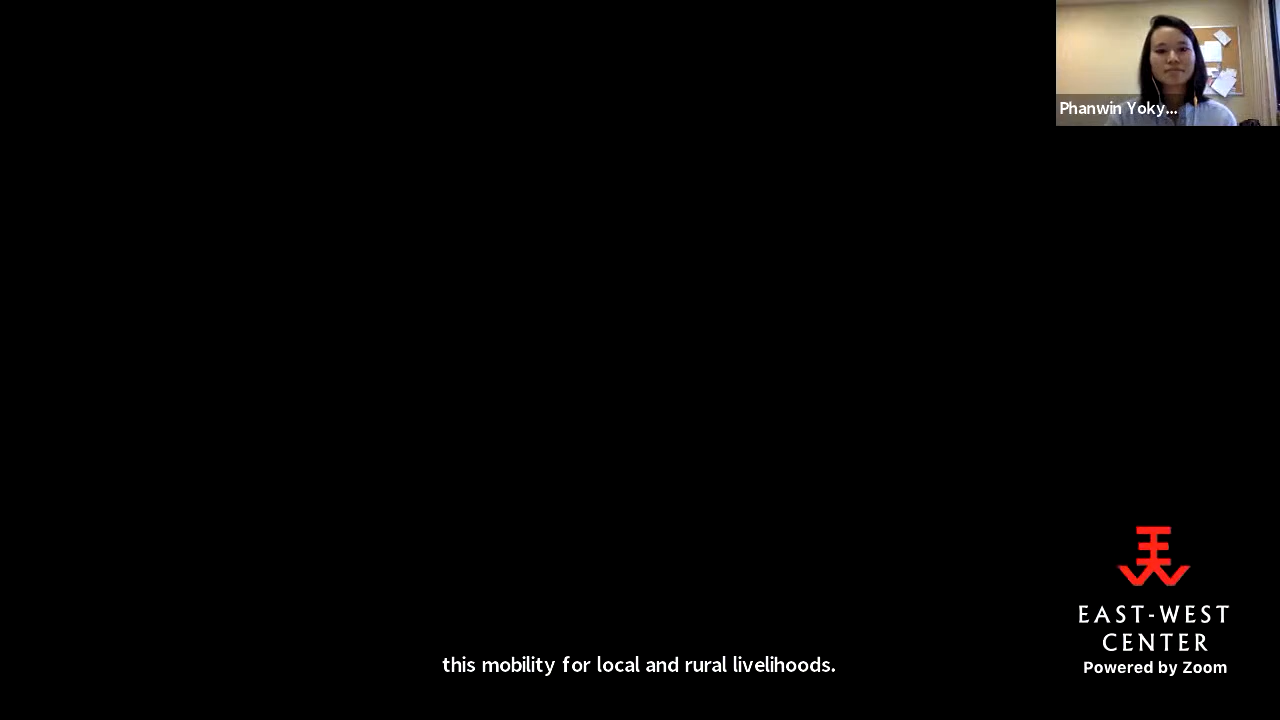 Phanwin Yoky...
EAST-WEST
CENTER
Powered by Zoom
this mobility for local and rural livelihoods.